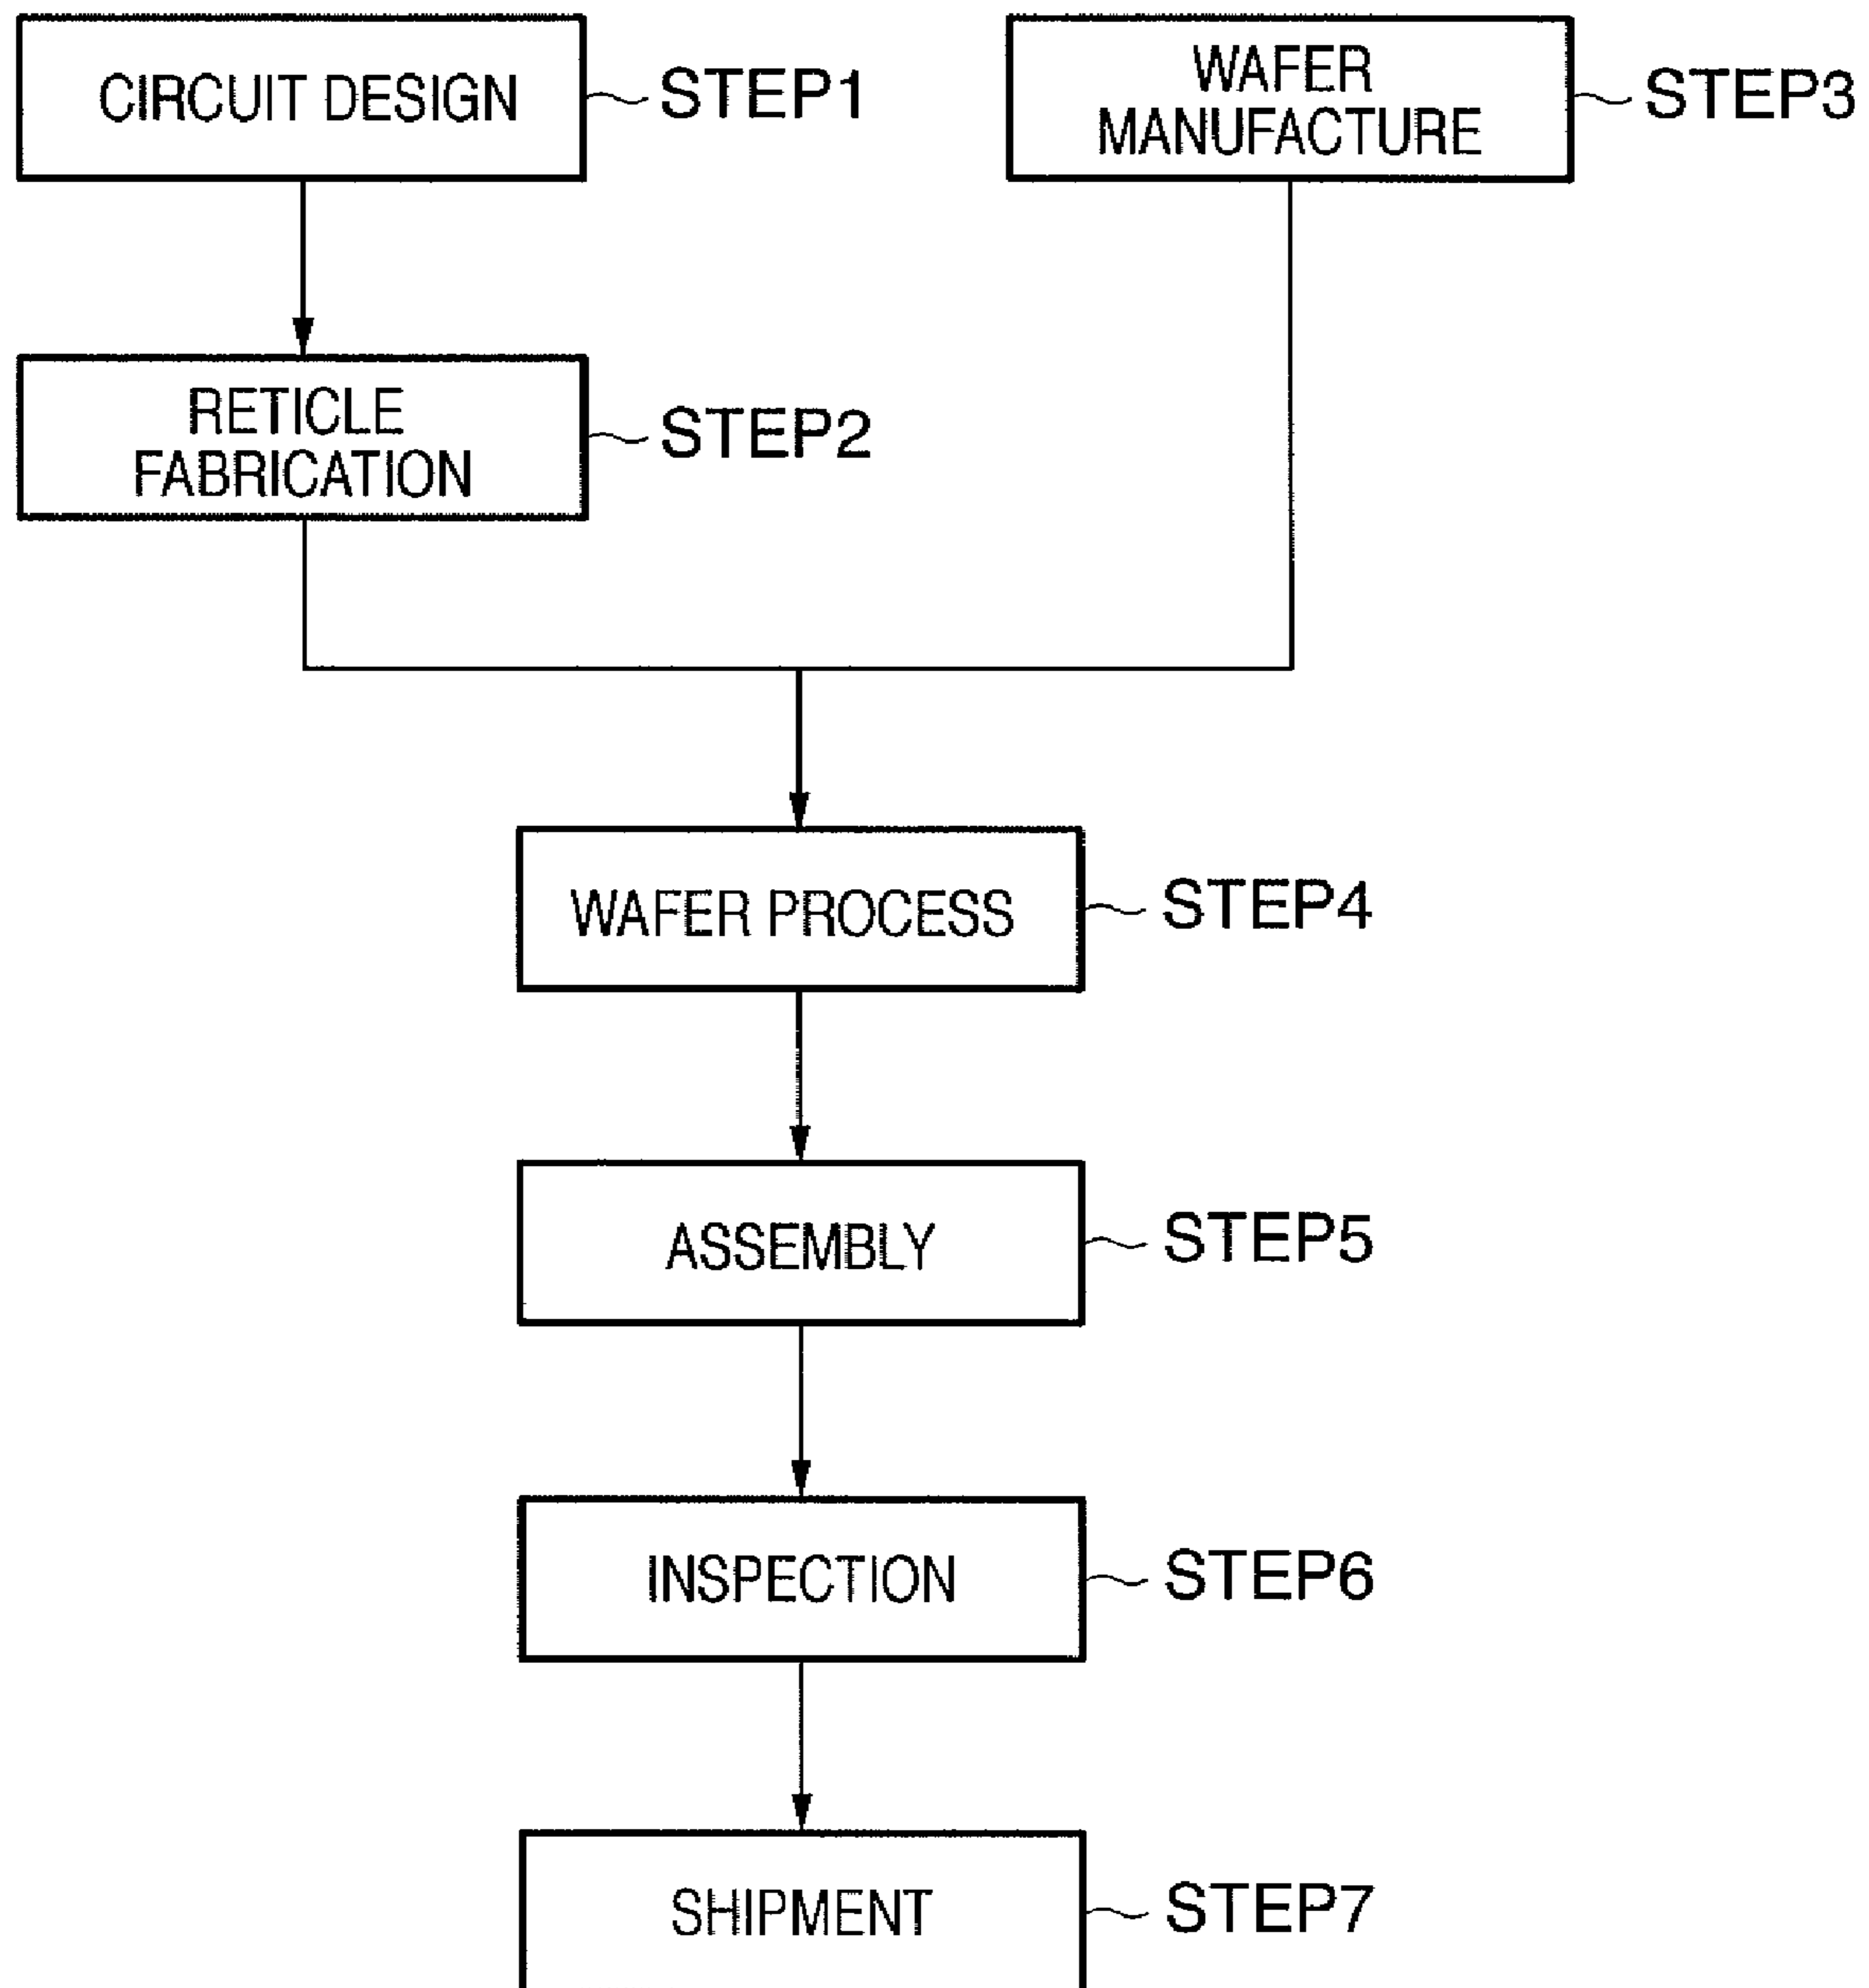 CIRCUIT DESIGN
STEP1
WAFER
MANUFACTURE
STEP3
RETICLE
FABRICATION
STEP2
WAFER PROCESS
STEP4
ASSEMBLY
STEP5
INSPECTION
STEP6
SHIPMENT
STEP7